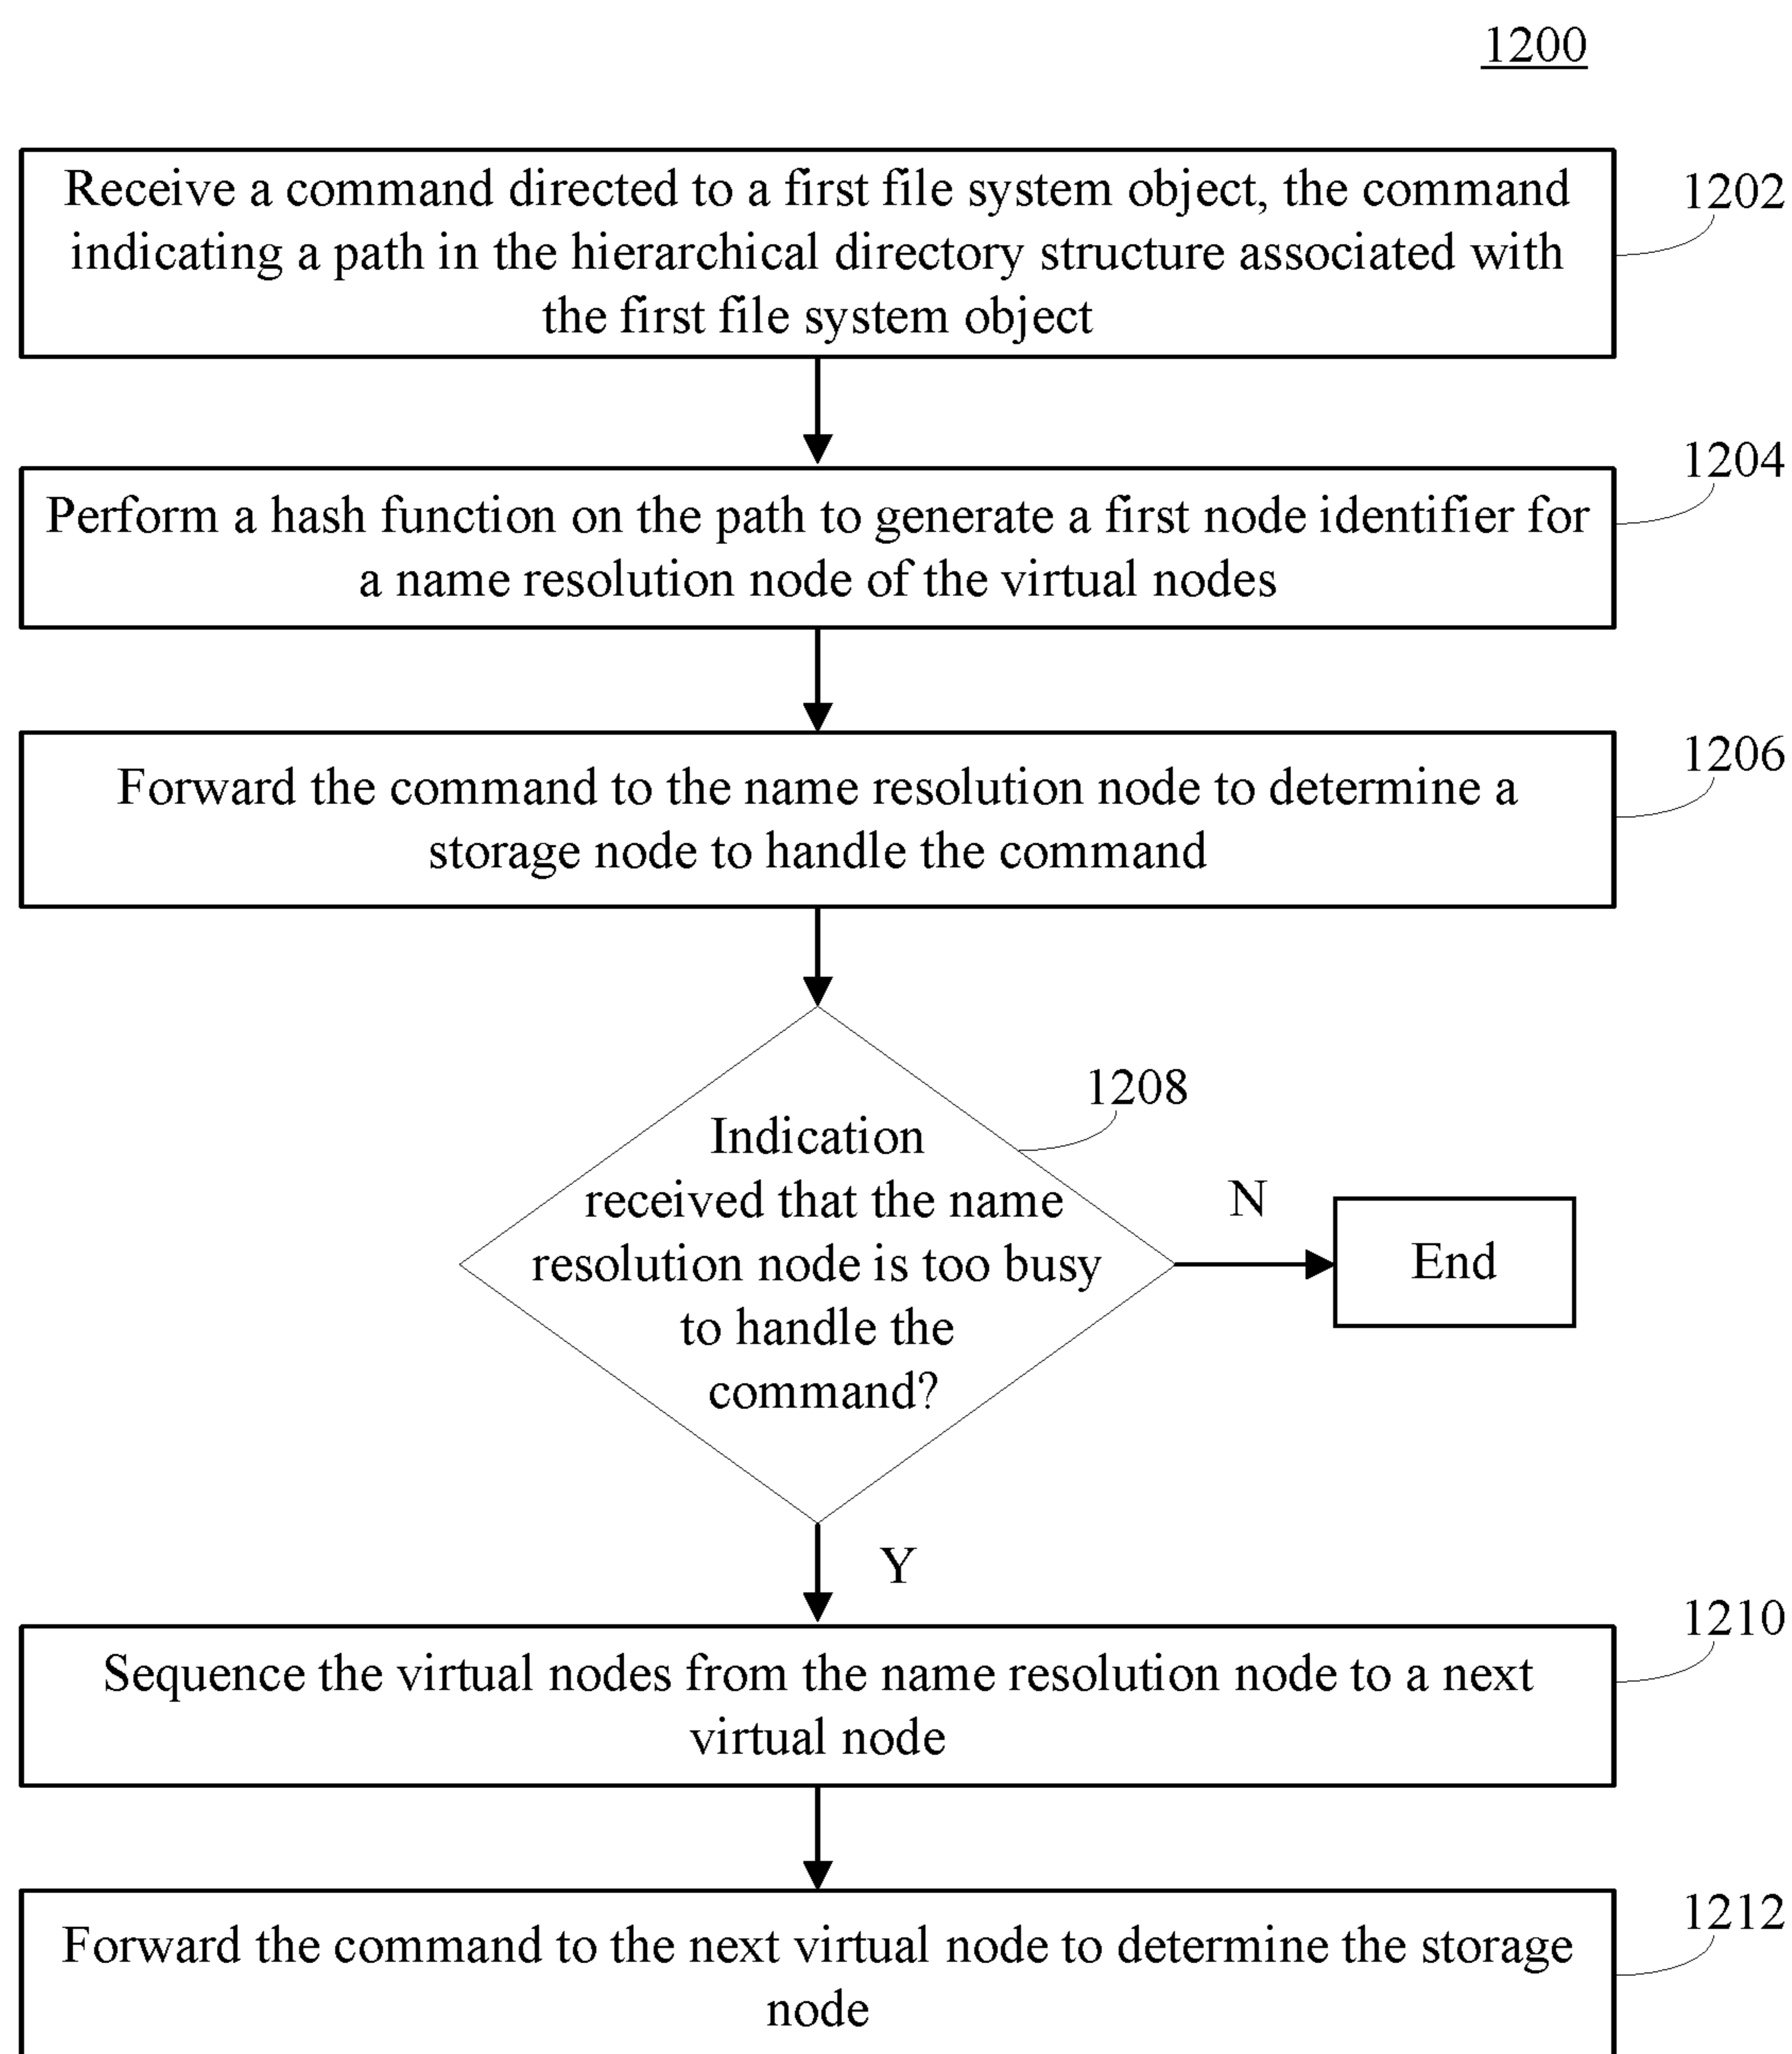 1200
Receive a command directed to a first file system object, the command
indicating a path in the hierarchical directory structure associated with
the first file system object
1202
Perform a hash function on the path to generate a first node identifier for
a name resolution node of the virtual nodes
1204
Forward the command to the name resolution node to determine a
storage node to handle the command
1206
Indication
received that the name
resolution node is too busy
to handle the
command?
1208
N
End
Y
Sequence the virtual nodes from the name resolution node to a next
virtual node
1210
Forward the command to the next virtual node to determine the storage
node
1212